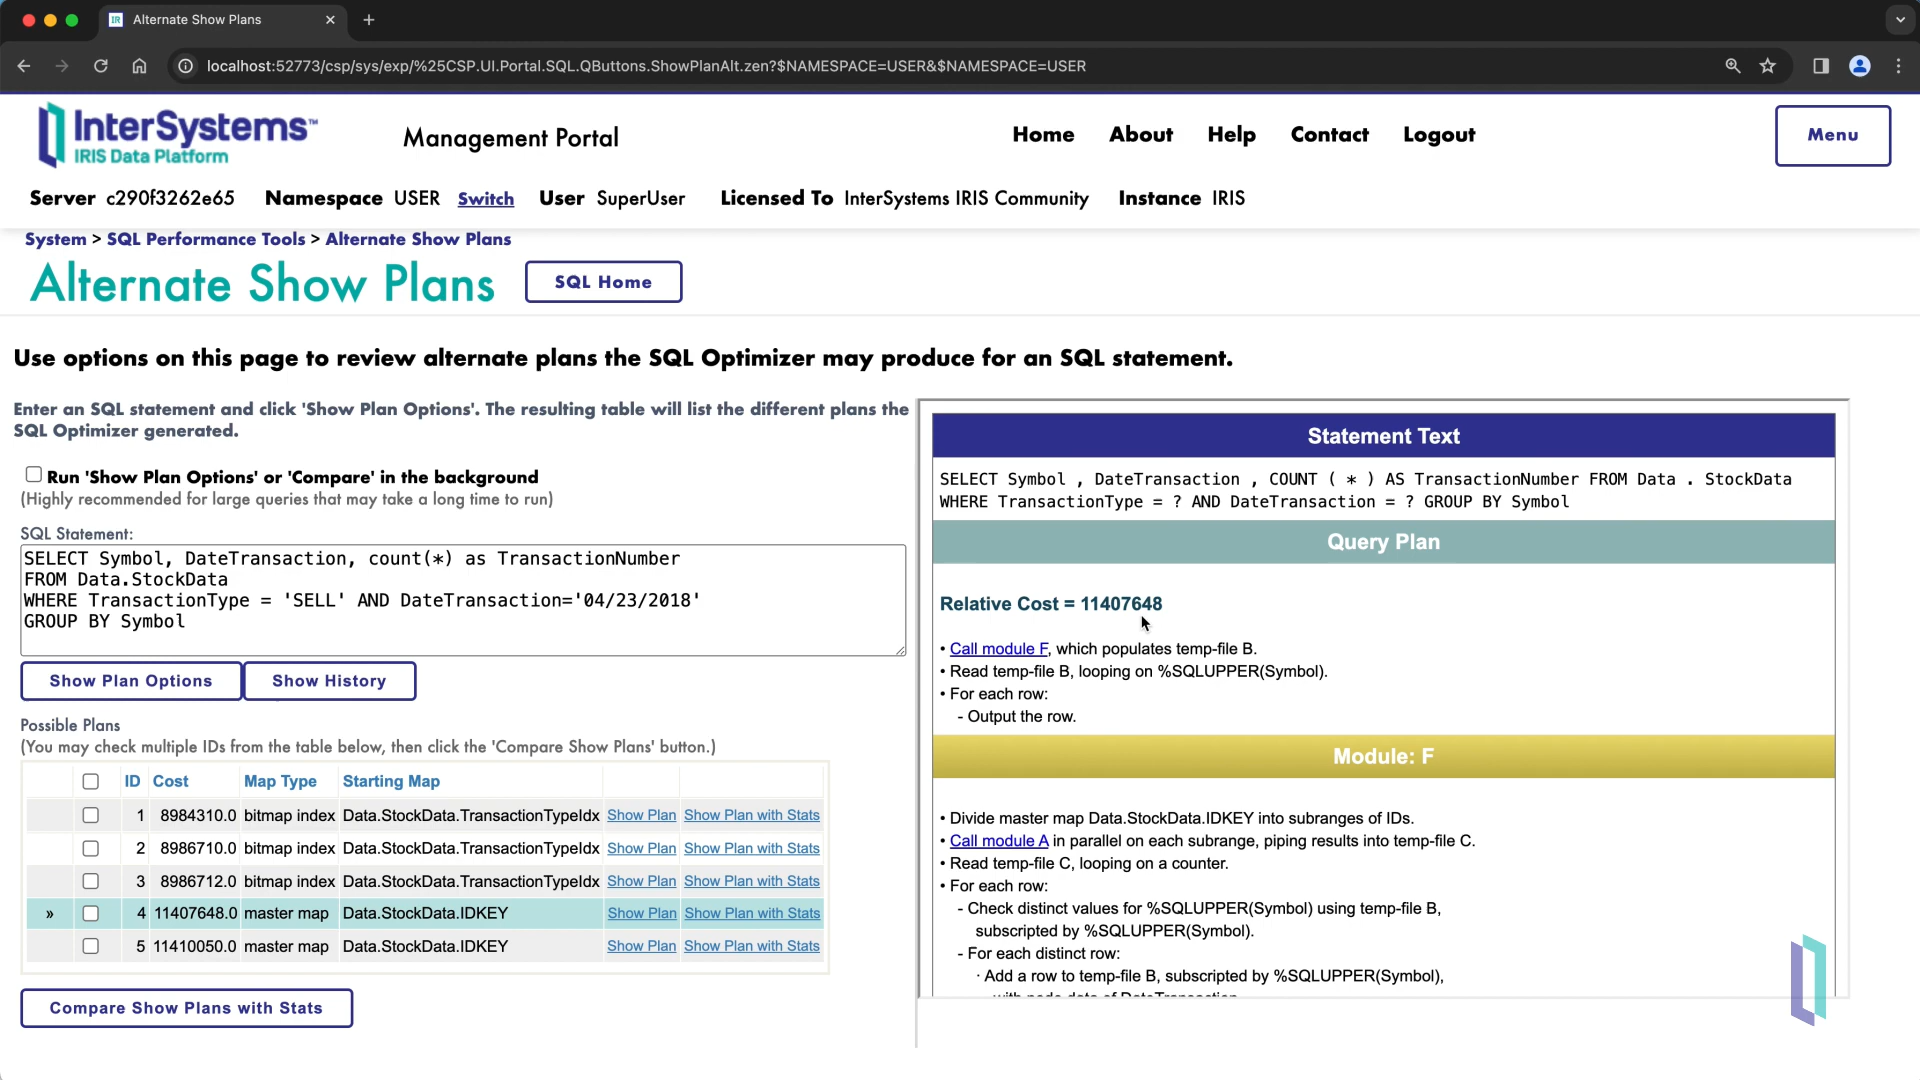 Alternate Show Plans
localhost:52773/csp/sys/exp/%25CSP.UI.Portal.SQL.QButtons.ShowPlanAlt.zen?$NAMESPACE=USER&$NAMESPACE=USER
InterSystems™
IRIS Data Platform
Management Portal
Home About Help Contact Logout
Menu
Server c290f3262e65 Namespace USER Switch User SuperUser Licensed To InterSystems IRIS Community Instance IRIS
System > SQL Performance Tools > Alternate Show Plans
Alternate Show Plans
SQL Home
Use options on this page to review alternate plans the SQL Optimizer may produce for an SQL statement.
Enter an SQL statement and click 'Show Plan Options'. The resulting table will list the different plans the
SQL Optimizer generated.
Run 'Show Plan Options' or 'Compare' in the background
(Highly recommended for large queries that may take a long time to run)
SQL Statement:
SELECT Symbol, DateTransaction, count(*) as TransactionNumber
FROM Data.StockData
WHERE TransactionType = 'SELL' AND DateTransaction='04/23/2018'
GROUP BY Symbol
Show Plan Options
Show History
Possible Plans
(You may check multiple IDs from the table below, then click the 'Compare Show Plans' button.)
ID Cost Map Type Starting Map
1 8984310.0 bitmap index Data.StockData.TransactionTypeIdx Show Plan Show Plan with Stats
2 8986710.0 bitmap index Data.StockData.TransactionTypeIdx Show Plan Show Plan with Stats
3 8986712.0 bitmap index Data.StockData.TransactionTypeIdx Show Plan Show Plan with Stats
» 4 11407648.0 master map Data.StockData.IDKEY Show Plan Show Plan with Stats
5 11410050.0 master map Data.StockData.IDKEY Show Plan Show Plan with Stats
Compare Show Plans with Stats
Statement Text
SELECT Symbol , DateTransaction , COUNT ( * ) AS TransactionNumber FROM Data . StockData
WHERE TransactionType = ? AND DateTransaction = ? GROUP BY Symbol
Query Plan
Relative Cost = 11407648
• Call module F, which populates temp-file B.
• Read temp-file B, looping on %SQLUPPER(Symbol).
• For each row:
- Output the row.
Module: F
• Divide master map Data.StockData.IDKEY into subranges of IDs.
• Call module A in parallel on each subrange, piping results into temp-file C.
• Read temp-file C, looping on a counter.
• For each row:
- Check distinct values for %SQLUPPER(Symbol) using temp-file B,
subscripted by %SQLUPPER(Symbol).
- For each distinct row:
· Add a row to temp-file B, subscripted by %SQLUPPER(Symbol),
with node data of DateTransaction